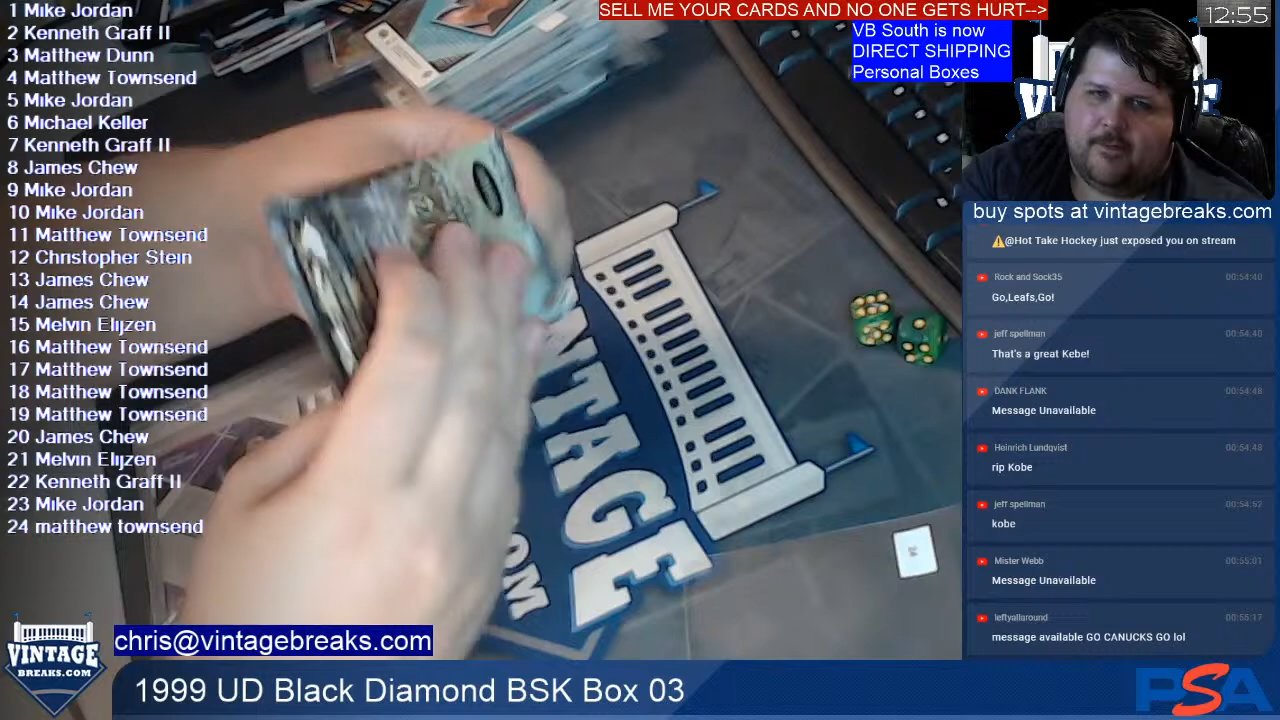 1 Mike Jordan
2 Kenneth Graff II
3 Matthew Dunn
4 Matthew Townsend
5 Mike Jordan
6 Michael Keller
7 Kenneth Graff II
8 James Chew
9 Mike Jordan
10 Mike Jordan
11 Matthew Townsend
12 Christopher Stein
13 James Chew
14 James Chew
15 Melvin Elijzen
16 Matthew Townsend
17 Matthew Townsend
18 Matthew Townsend
19 Matthew Townsend
20 James Chew
21 Melvin Elijzen
22 Kenneth Graff II
23 Mike Jordan
24 matthew townsend
SELL ME YOUR CARDS AND NO ONE GETS HURT-->
VB South is now
DIRECT SHIPPING
Personal Boxes
12:55
buy spots at vintagebreaks.com
⚠@Hot Take Hockey just exposed you on stream
Rock and Sock35 00:54:40
Go,Leafs,Go!
jeff spellman 00:54:40
That's a great Kebe!
DANK FLANK 00:54:48
Message Unavailable
Heinrich Lundqvist 00:54:48
rip Kobe
jeff spellman 00:54:52
kobe
Mister Webb 00:55:01
Message Unavailable
leftyallaround 00:55:17
message available GO CANUCKS GO lol
VINTAGE
BREAKS.COM
chris@vintagebreaks.com
1999 UD Black Diamond BSK Box 03
PSA